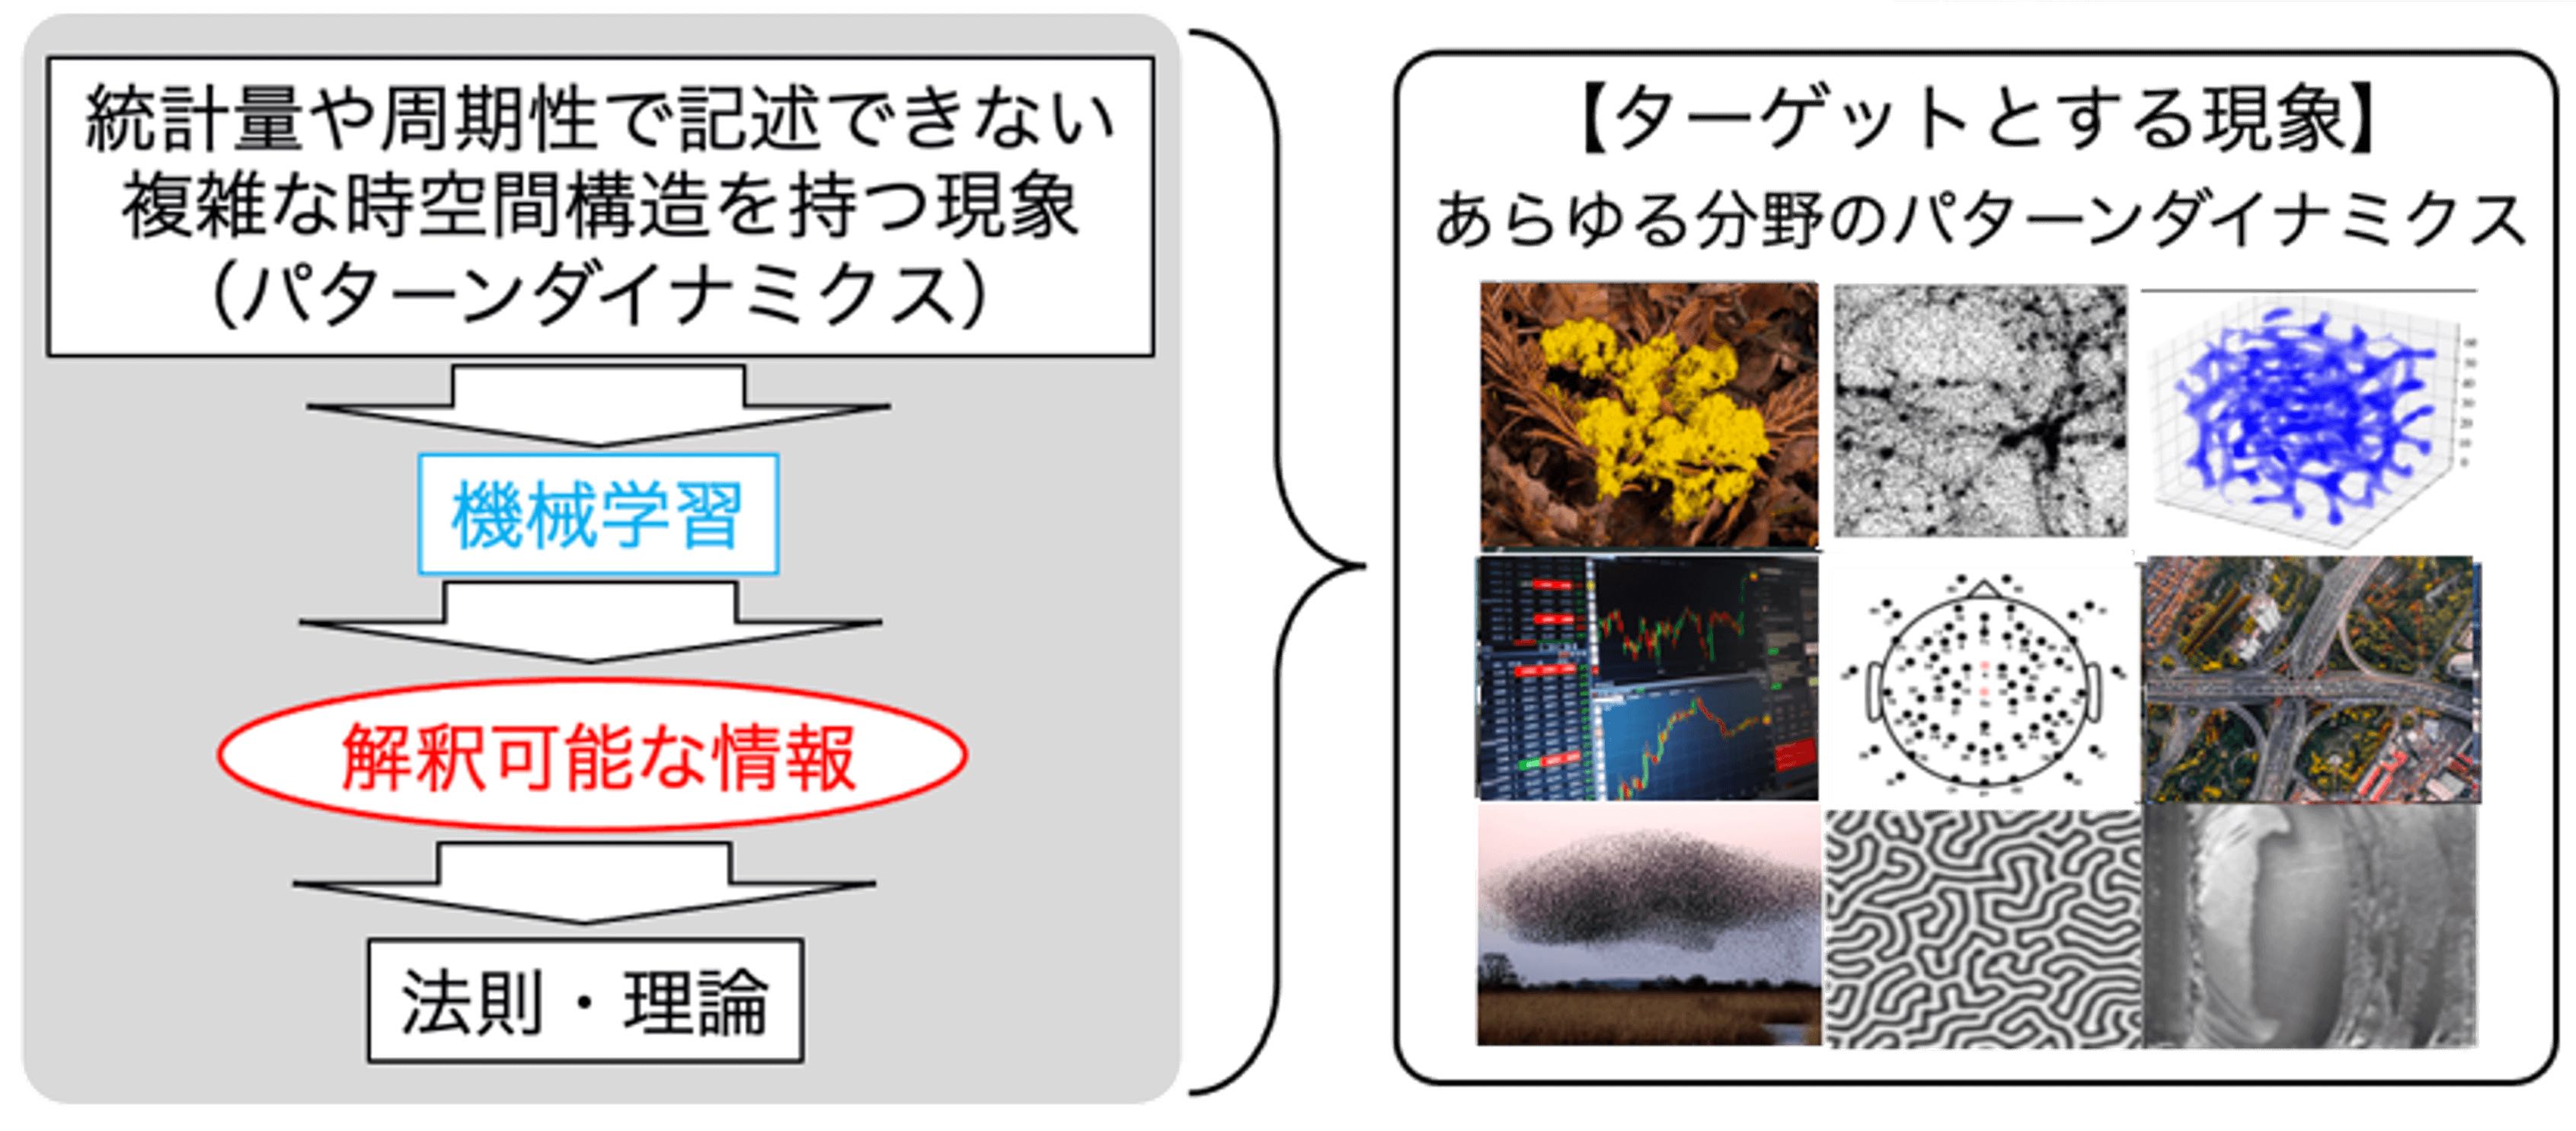 統計量や周期性で記述できない
複雑な時空間構造を持つ現象
（パターンダイナミクス）
機械学習
解釈可能な情報
法則・理論
【ターゲットとする現象】
あらゆる分野のパターンダイナミクス